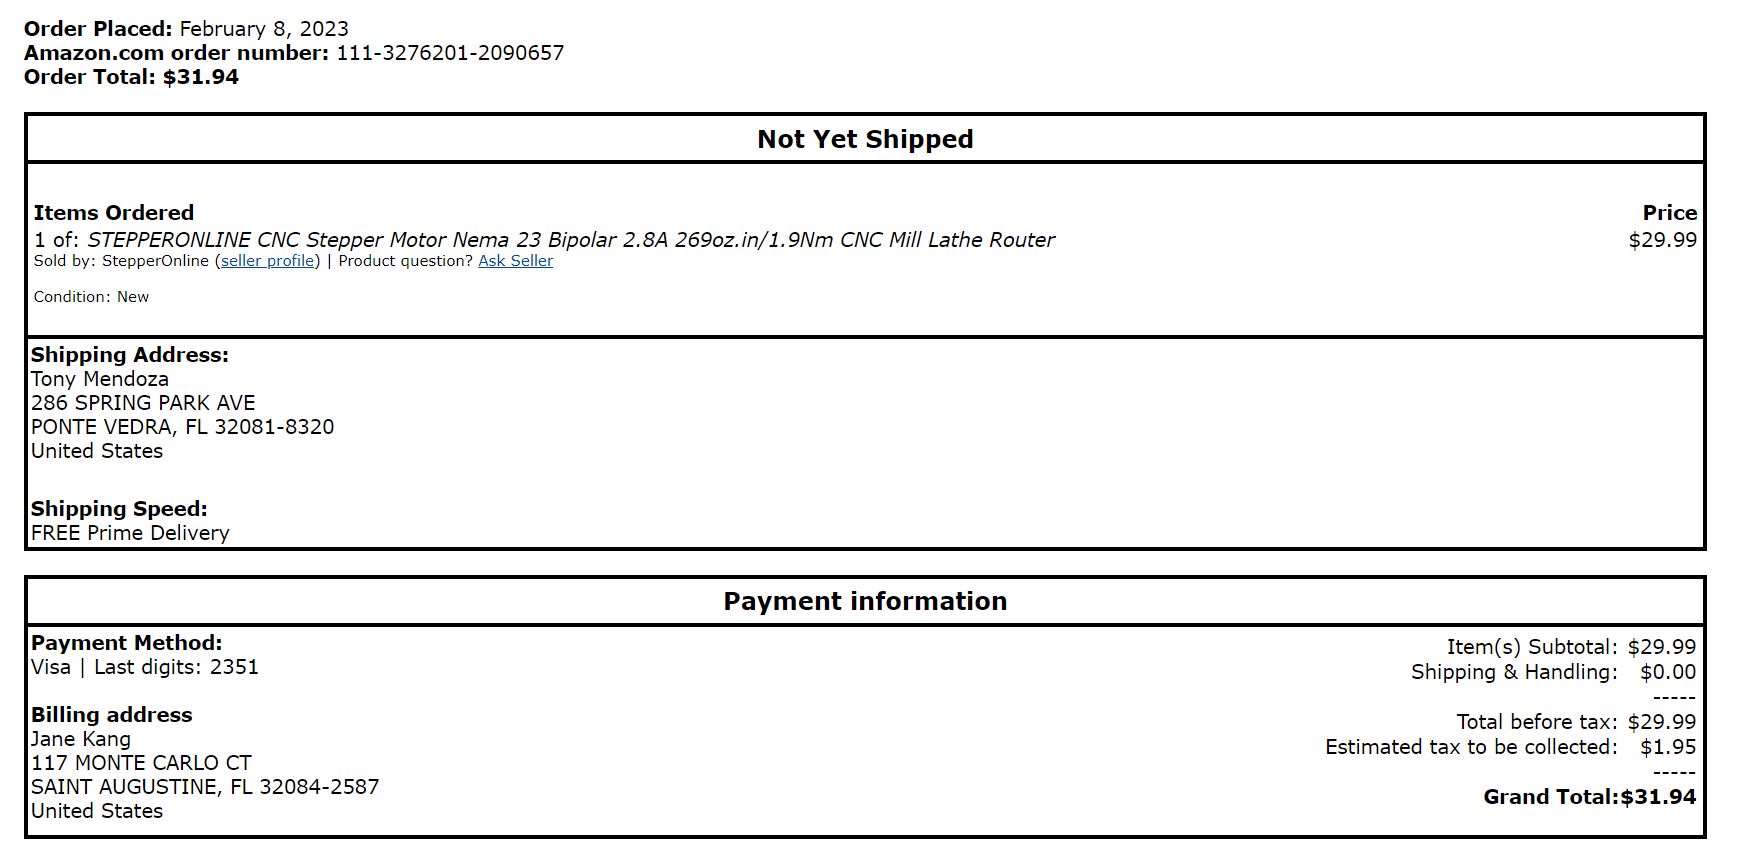 Order Placed: February 8, 2023
Amazon.com order number: 111-3276201-2090657
Order Total: $31.94
Not Yet Shipped
Items Ordered Price
1 of: STEPPERONLINE CNC Stepper Motor Nema 23 Bipolar 2.8A 269oz.in/1.9Nm CNC Mill Lathe Router $29.99
Sold by: StepperOnline (seller profile) | Product question? Ask Seller
Condition: New
Shipping Address:
Tony Mendoza
286 SPRING PARK AVE
PONTE VEDRA, FL 32081-8320
United States
Shipping Speed:
FREE Prime Delivery
Payment information
Payment Method:
Visa | Last digits: 2351
Billing address
Jane Kang
117 MONTE CARLO CT
SAINT AUGUSTINE, FL 32084-2587
United States
Item(s) Subtotal: $29.99
Shipping & Handling: $0.00
-----
Total before tax: $29.99
Estimated tax to be collected: $1.95
-----
Grand Total:$31.94